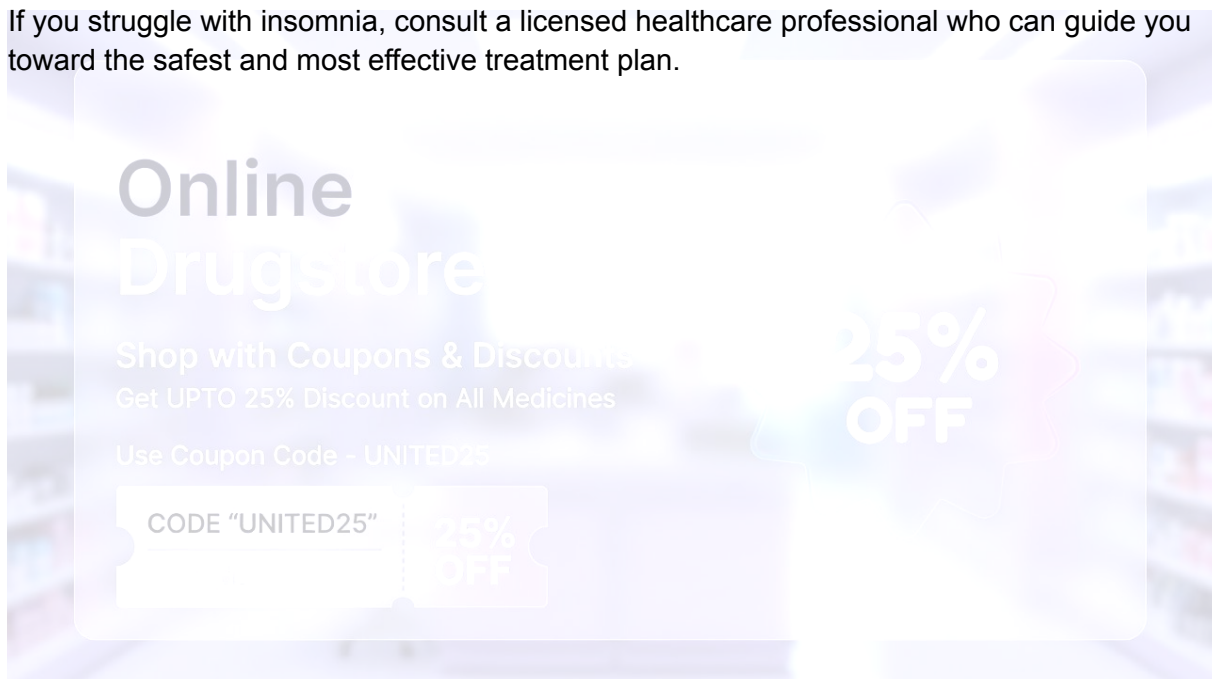 If you struggle with insomnia, consult a licensed healthcare professional who can guide you
toward the safest and most effective treatment plan.
Online
Drugstore
Shop with Coupons & Discounts
Get UPTO 25% Discount on All Medicines
Use Coupon Code - UNITED25
CODE “UNITED25”
25%
OFF
25%
OFF